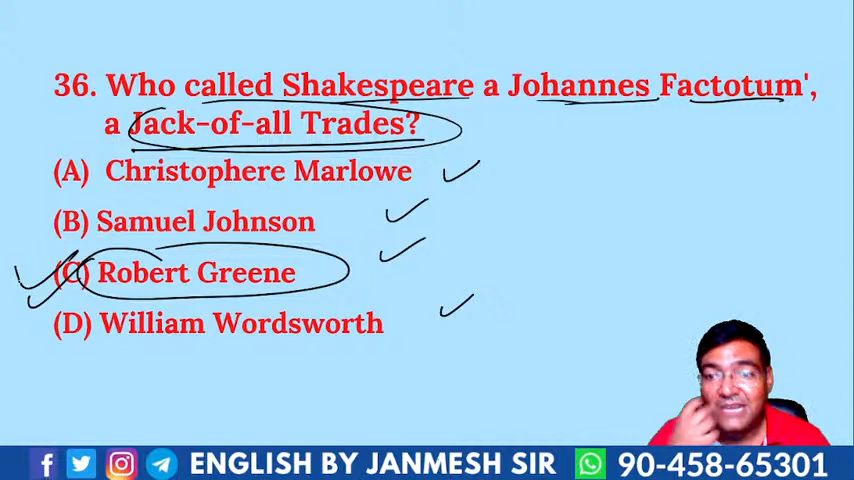 36. Who called Shakespeare a Johannes Factotum',
a Jack-of-all Trades?
(A) Christophere Marlowe
(B) Samuel Johnson
(C) Robert Greene
(D) William Wordsworth
ENGLISH BY JANMESH SIR 90-458-65301